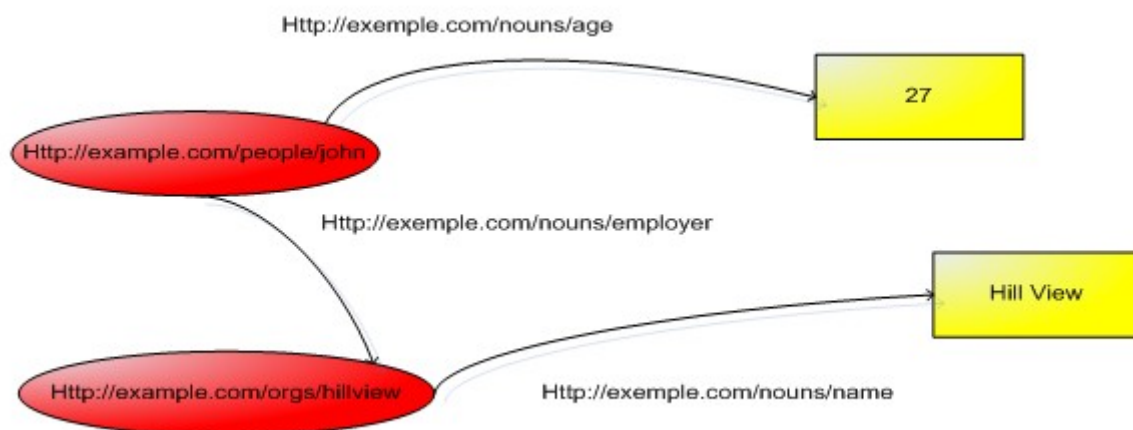 Http://exemple.com/nouns/age
27
Http://example.com/people/john
Http://exemple.com/nouns/employer
Hill View
Http://example.com/orgs/hillview
Http://exemple.com/nouns/name